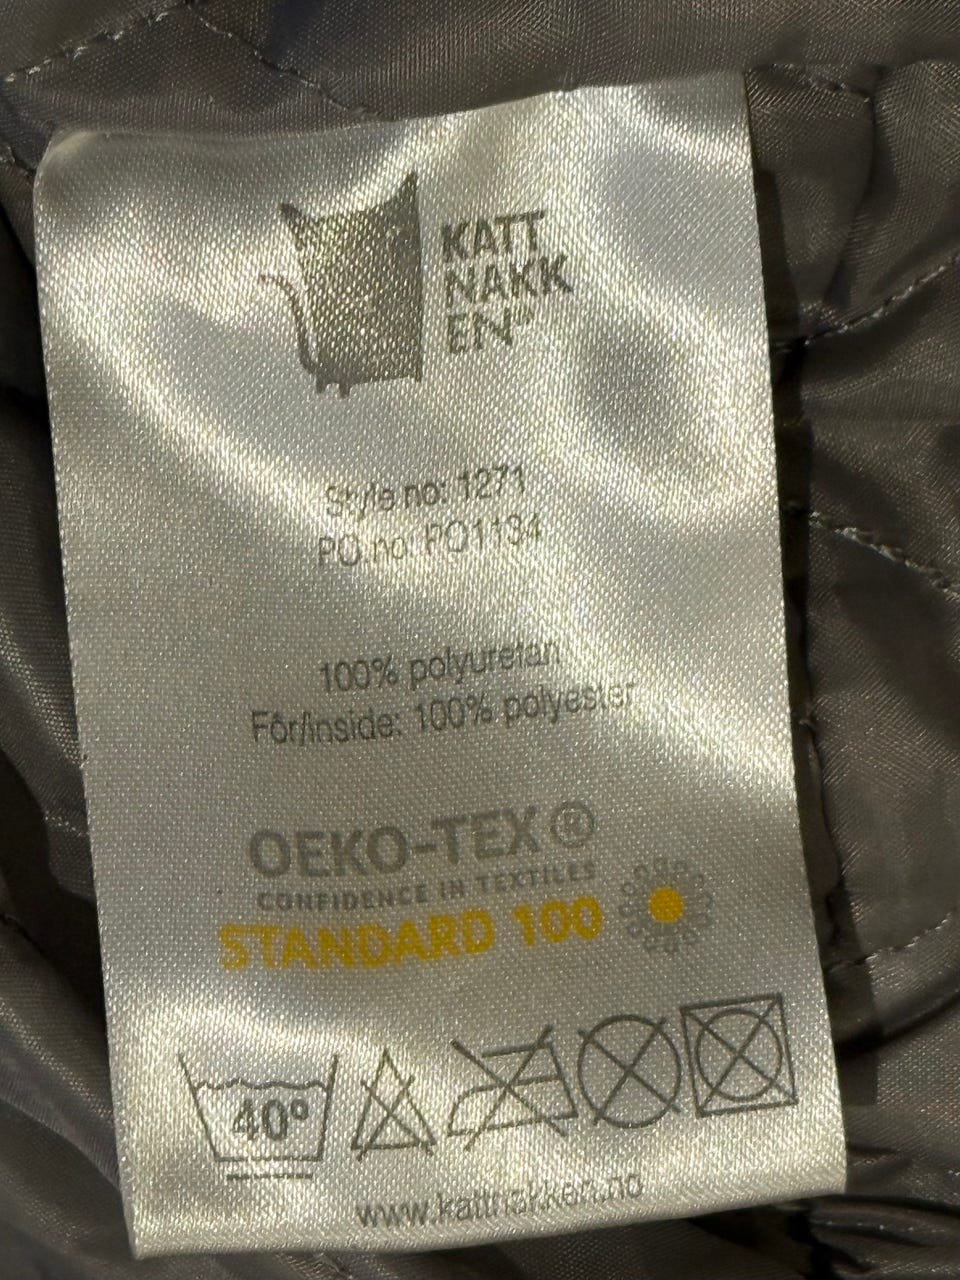 KATT
NAKK
EN®
Style no: 1271
PO no: PO1134
100% polyuretan
Fôr/Inside: 100% polyester
OEKO-TEX®
CONFIDENCE IN TEXTILES
STANDARD 100
40°
www.kattnakken.no